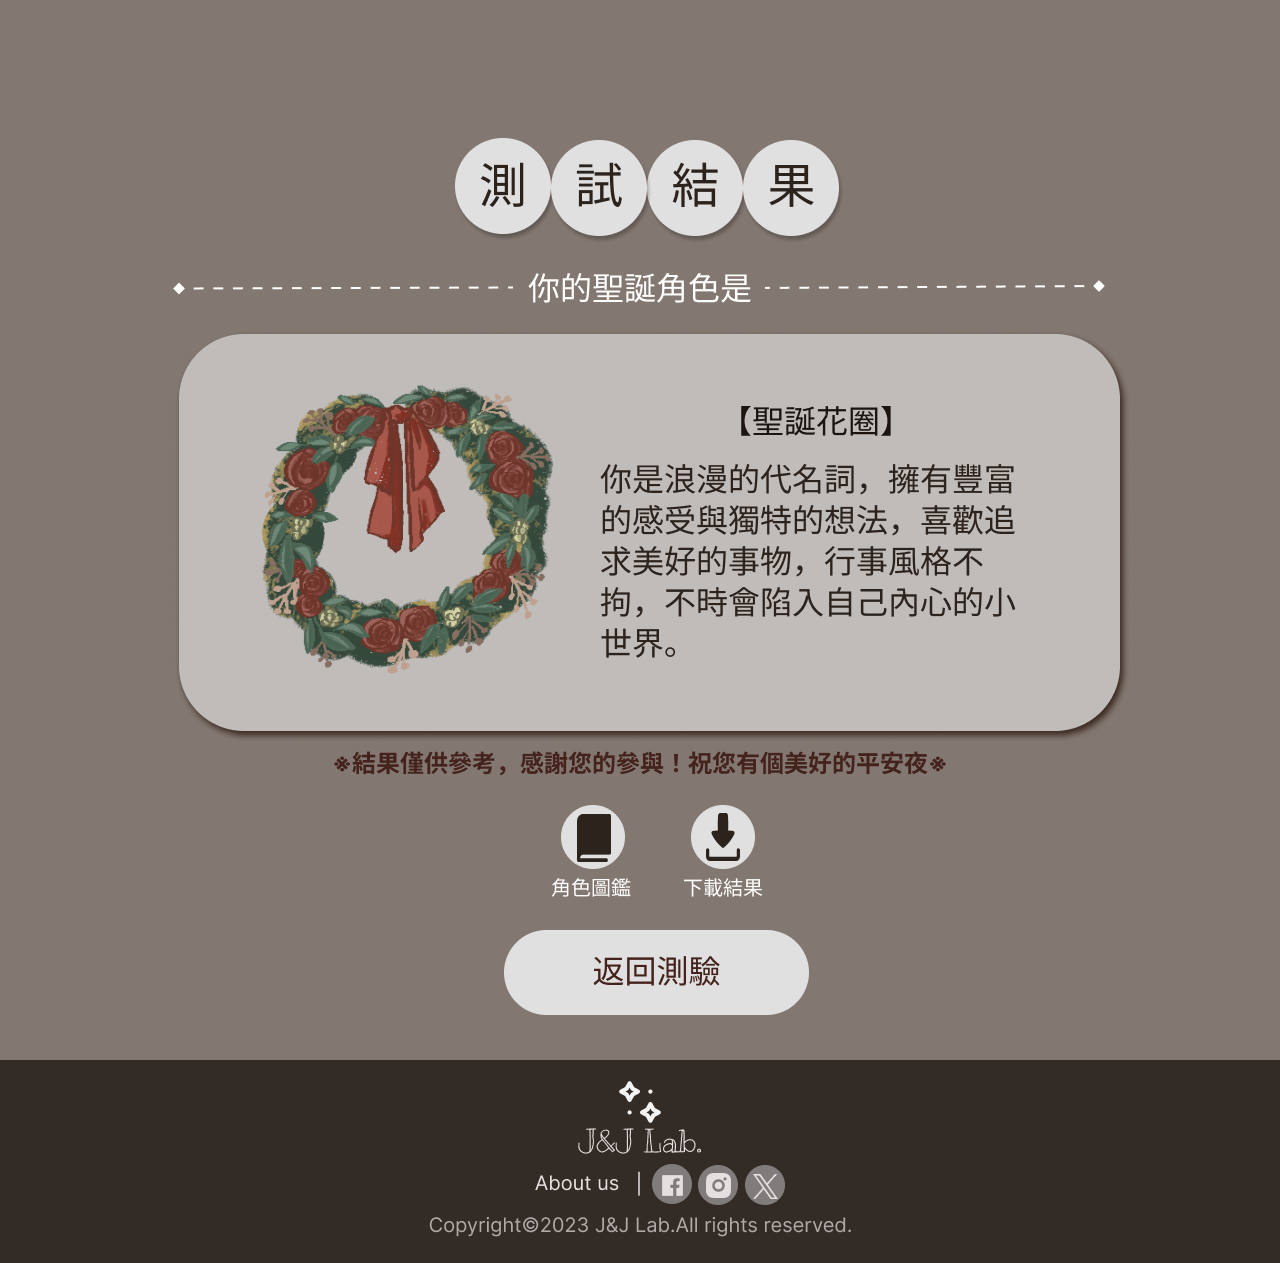 測試結果
你的聖誕角色是
【聖誕花圈】
你是浪漫的代名詞，擁有豐富
的感受與獨特的想法，喜歡追
求美好的事物，行事風格不
拘，不時會陷入自己內心的小
世界。
※結果僅供參考，感謝您的參與！祝您有個美好的平安夜※
角色圖鑑 下載結果
返回測驗
J&J Lab.
About us |
Copyright©2023 J&J Lab.All rights reserved.